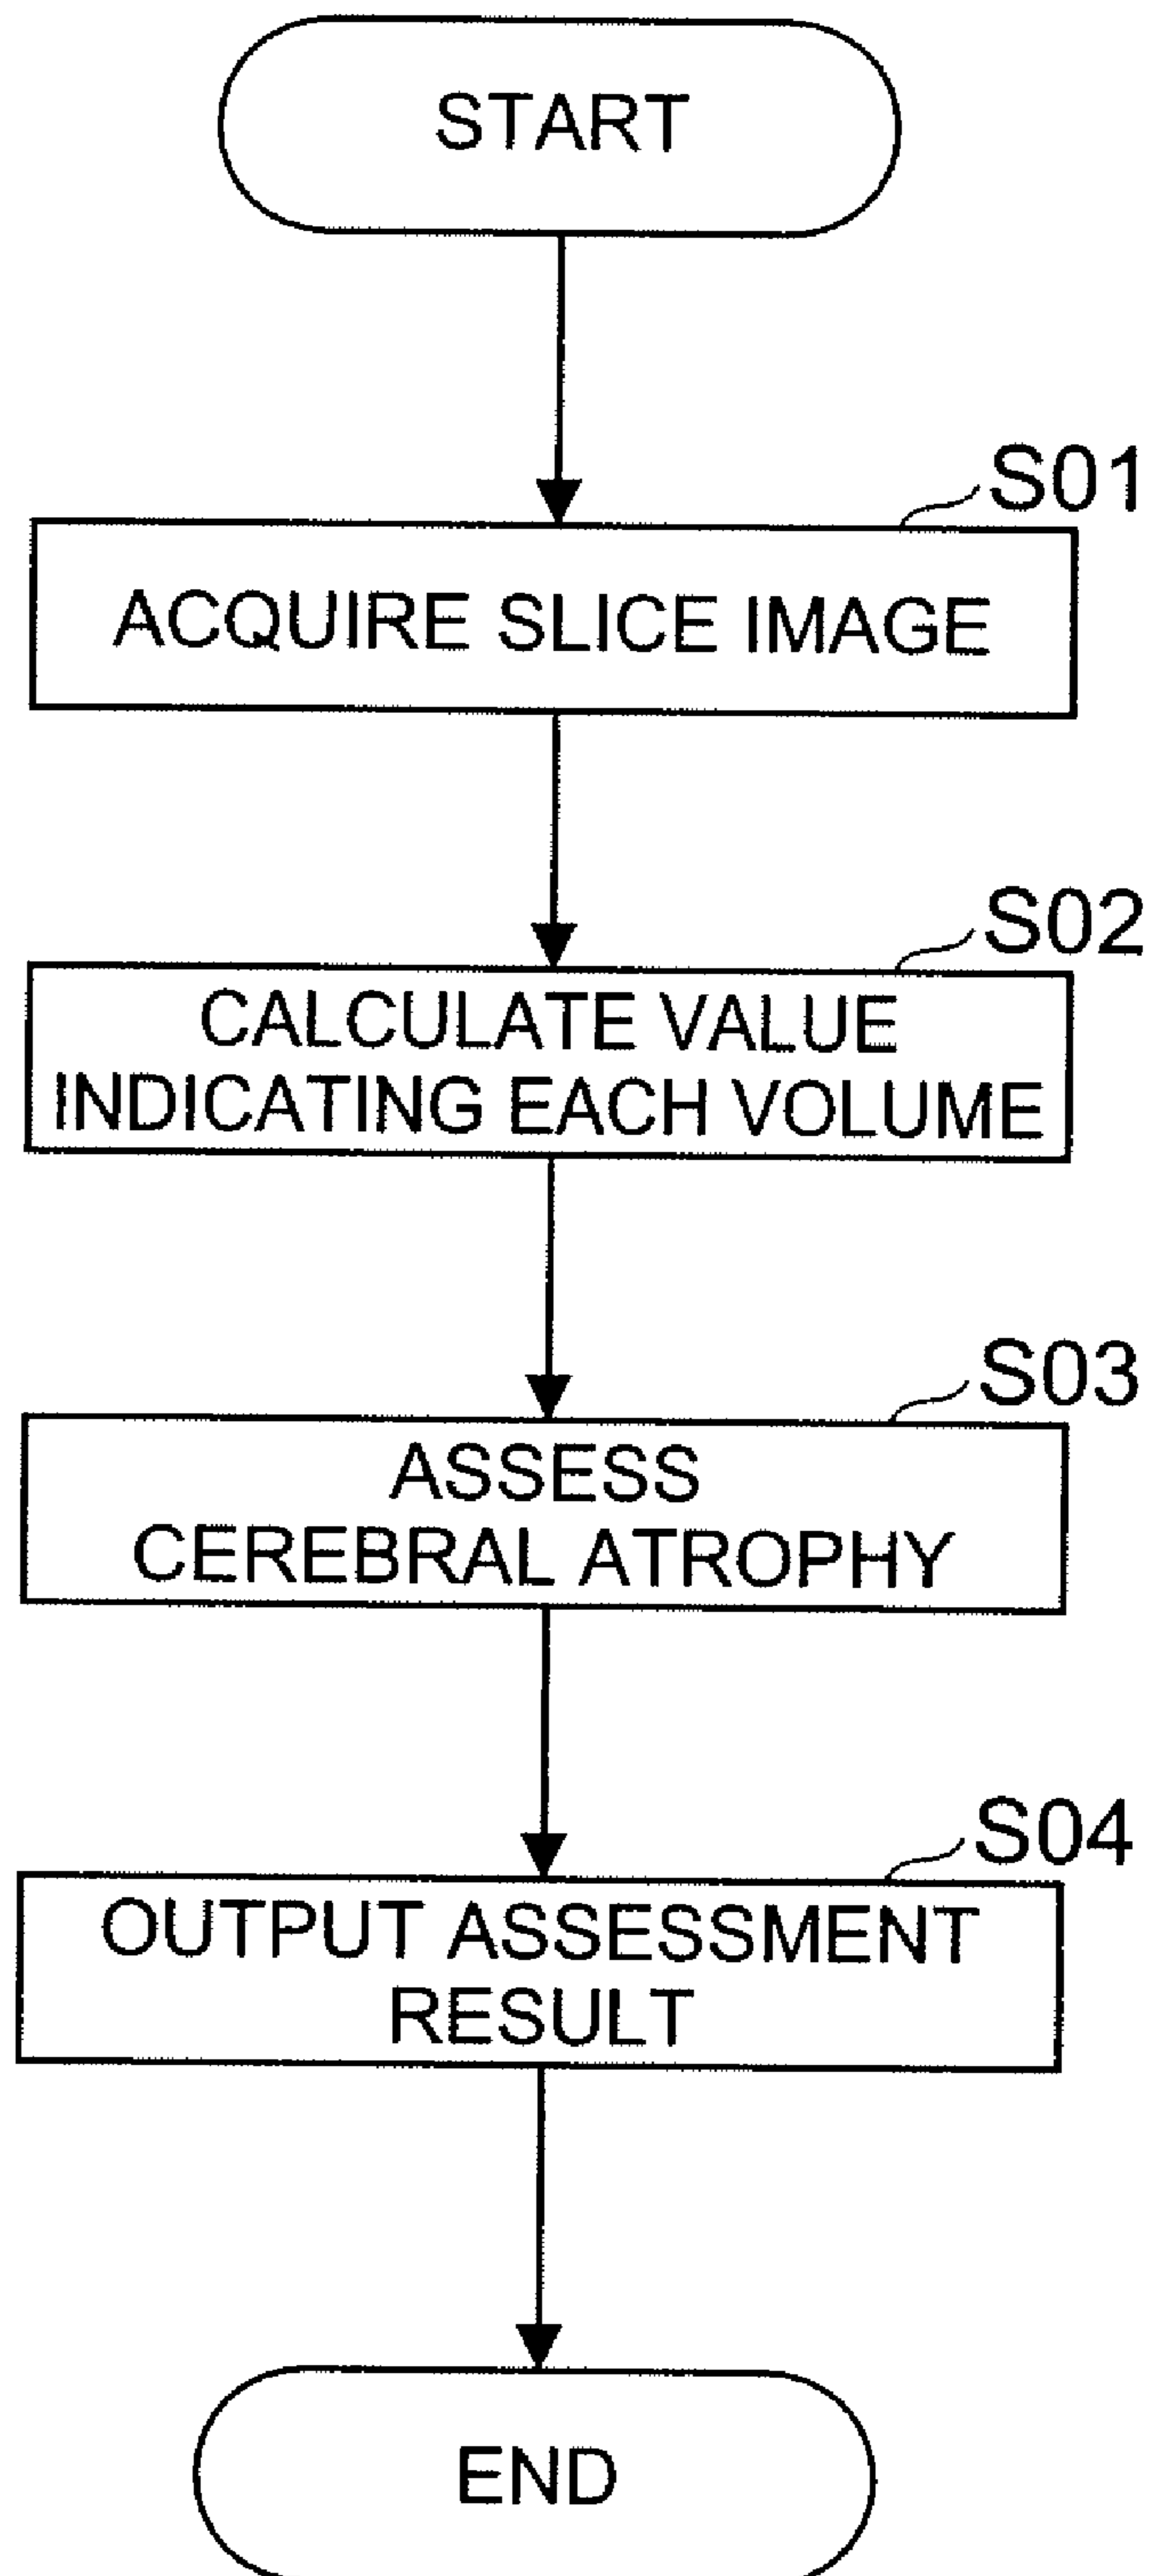 START
S01
ACQUIRE SLICE IMAGE
S02
CALCULATE VALUE
INDICATING EACH VOLUME
S03
ASSESS
CEREBRAL ATROPHY
S04
OUTPUT ASSESSMENT
RESULT
END